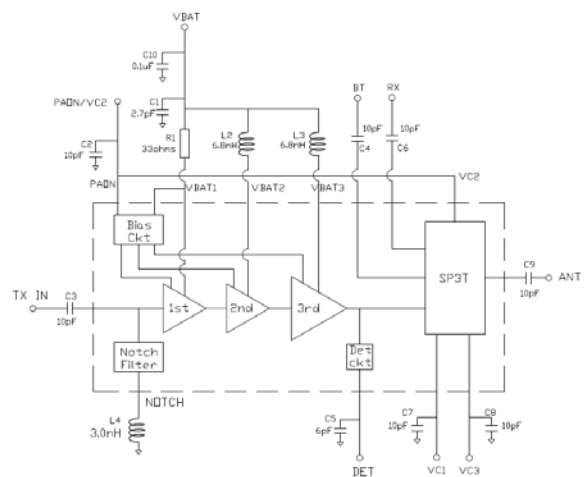 VBAT
C10
0.1uF
BT
RX
PAON/VC2
C1
2.7pF
C2
10pF
R1
33ohms
L2
6.8nH
L3
6.8nH
10pF
C4
10pF
C6
PAON
VBAT1
VBAT2
VBAT3
VC2
Bias
Ckt
SP3T
C9
10pF
ANT
TX IN
C3
10pF
1st
2nd
3rd
Notch
Filter
Det
ckt
NOTCH
L4
3.0nH
C5
6pF
DET
C7
10pF
C8
10pF
VC1
VC3